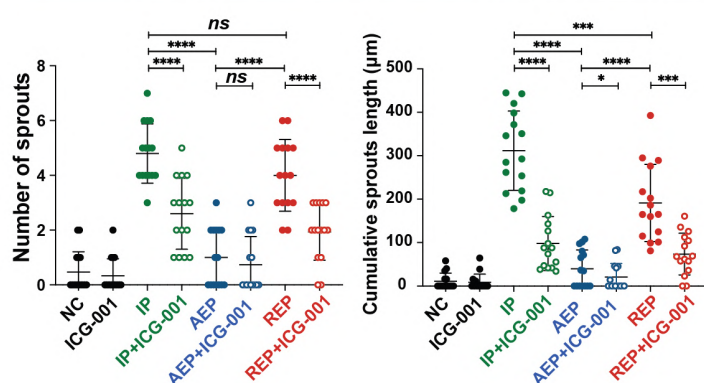 ns
****
****
****
ns
****
Number of sprouts
8
6
4
2
0
NC
ICG-001
IP
IP+ICG-001
AEP
AEP+ICG-001
REP
REP+ICG-001
***
****
****
****
*
***
Cumulative sprouts length (μm)
500
400
300
200
100
0
NC
ICG-001
IP
IP+ICG-001
AEP
AEP+ICG-001
REP
REP+ICG-001